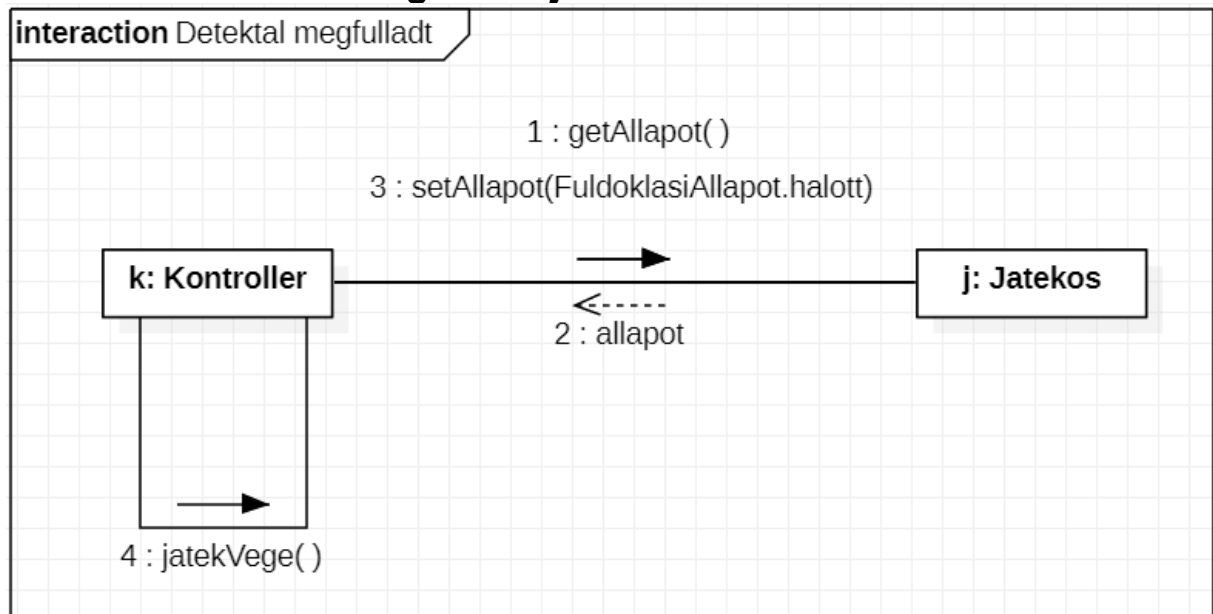 interaction Detektal megfulladt
1 : getAllapot( )
3 : setAllapot(FuldoklasiAllapot.halott)
k: Kontroller
j: Jatekos
2 : allapot
4 : jatekVege( )